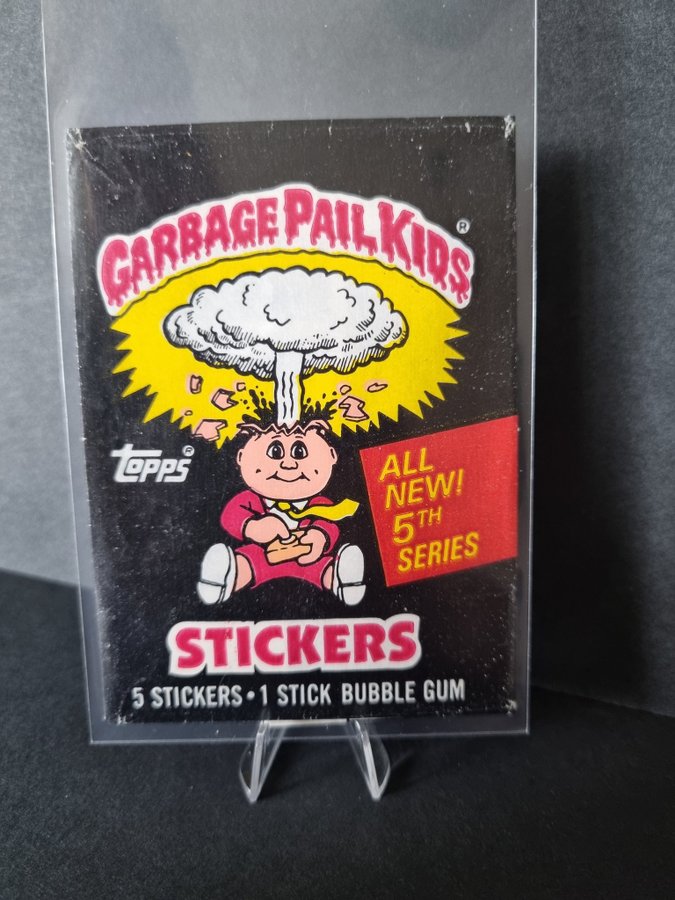 GARBAGE PAIL KIDS ®
topps ®
ALL
NEW!
5TH
SERIES
STICKERS
5 STICKERS • 1 STICK BUBBLE GUM